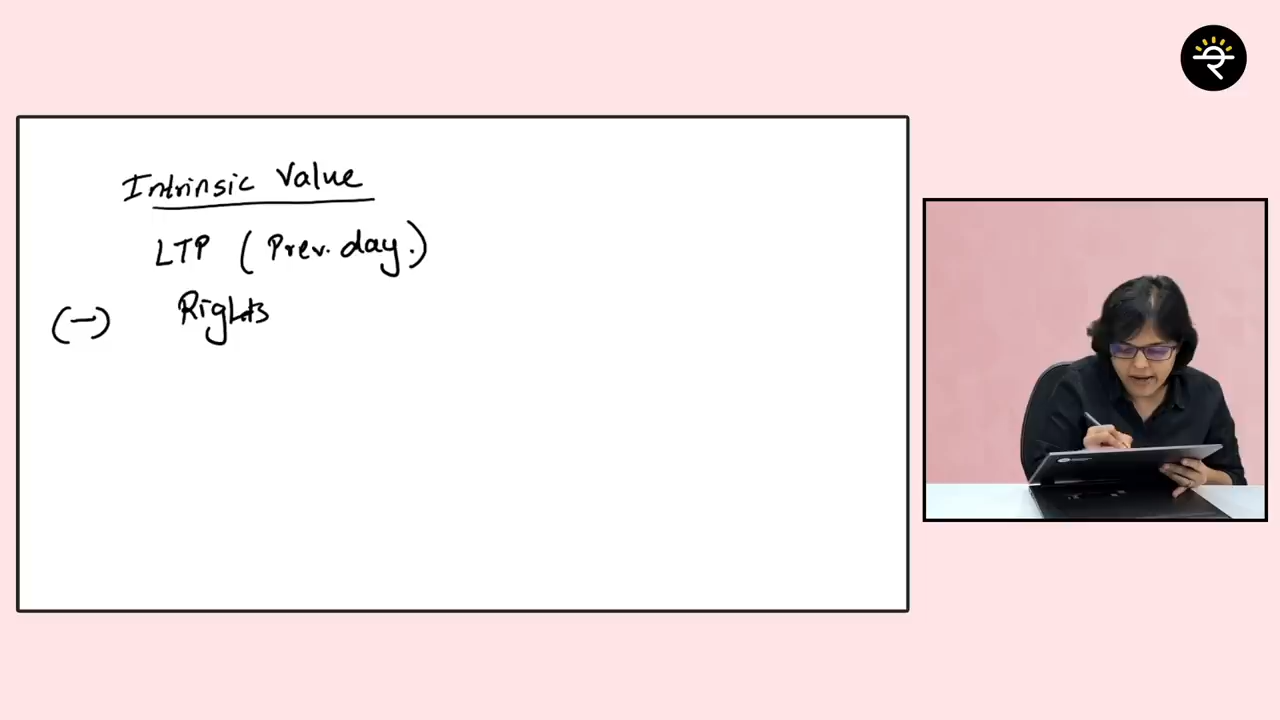 Intrinsic Value
LTP (Prev. day.)
(-) Rights